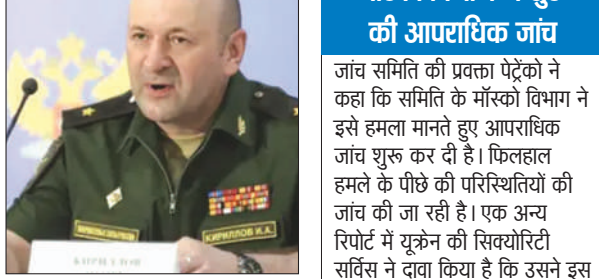 की आपराधिक जांच
जांच समिति की प्रवक्ता पेट्रेंको ने
कहा कि समिति के मॉस्को विभाग ने
इसे हमला मानते हुए आपराधिक
जांच शुरू कर दी है। फिलहाल
हमले के पीछे की परिस्थितियों की
जांच की जा रही है। एक अन्य
रिपोर्ट में यूक्रेन की सिक्योरिटी
सर्विस ने दावा किया है कि उसने इस
КИРИЛЛОВ И.А.
КИРИЛЛОВ